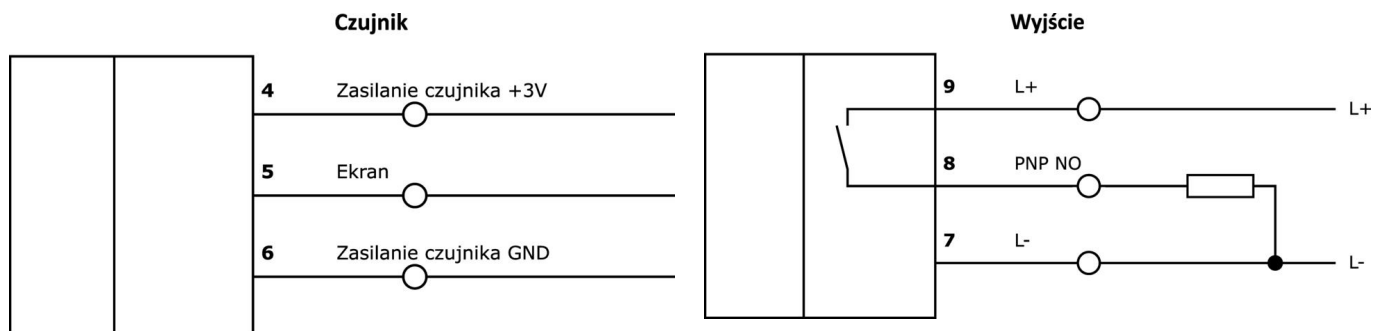 Czujnik
4 Zasilanie czujnika +3V
5 Ekran
6 Zasilanie czujnika GND
Wyjście
9 L+ L+
8 PNP NO
7 L- L-